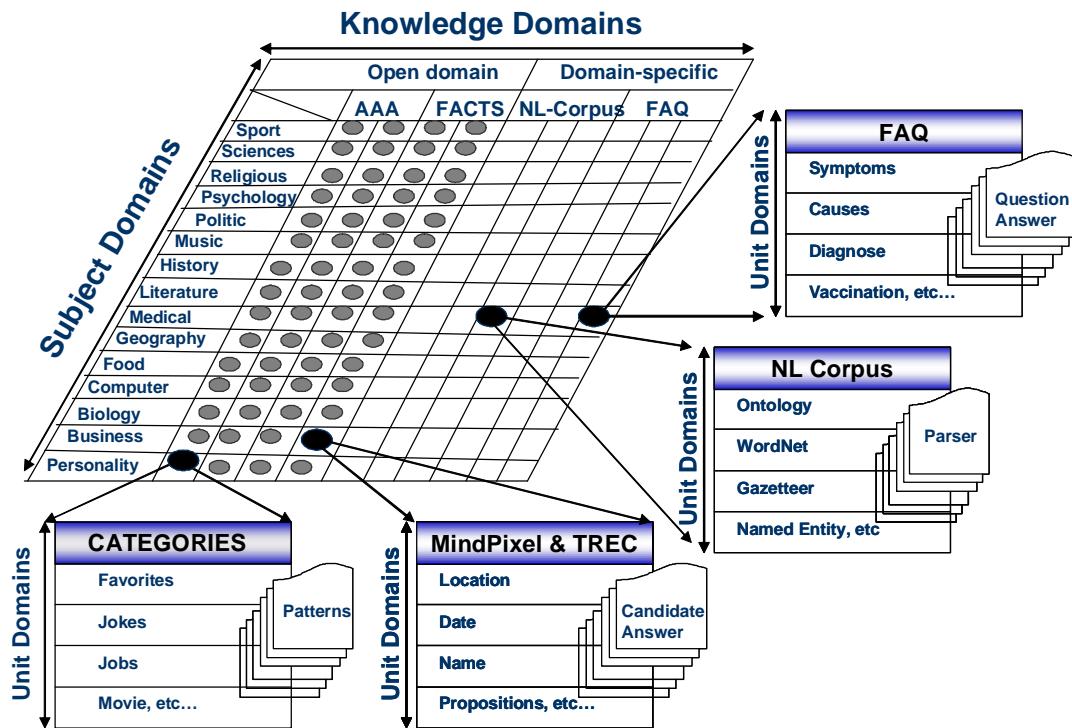 Knowledge Domains
Open domain
Domain-specific
AAA
FACTS
NL-Corpus
FAQ
Subject Domains
Sport
Sciences
Religious
Psychology
Politic
Music
History
Literature
Medical
Geography
Food
Computer
Biology
Business
Personality
Unit Domains
FAQ
Symptoms
Causes
Diagnose
Vaccination, etc…
Question
Answer
Unit Domains
NL Corpus
Ontology
WordNet
Gazetteer
Named Entity, etc
Parser
Unit Domains
CATEGORIES
Favorites
Jokes
Jobs
Movie, etc…
Patterns
Unit Domains
MindPixel & TREC
Location
Date
Name
Propositions, etc…
Candidate
Answer